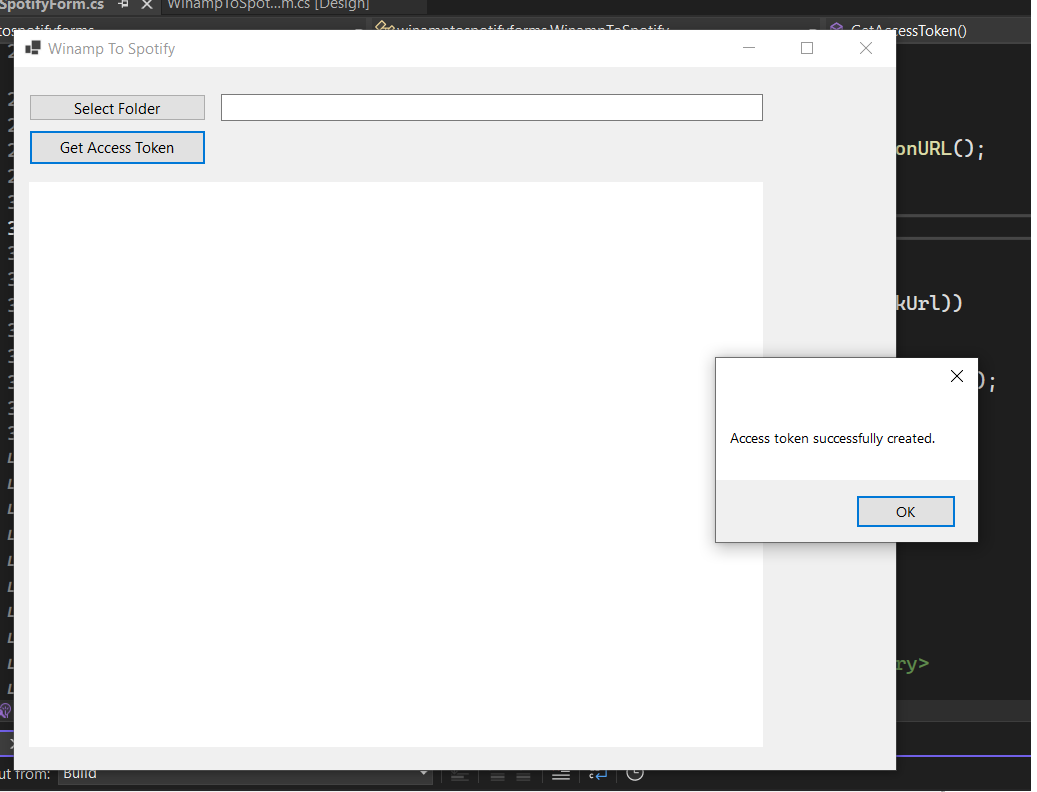 SpotifyForm.cs
WinampToSpot...m.cs [Design]
winamptospotifyforms.WinampToSpotify
GetAccessToken()
Winamp To Spotify
Select Folder
Get Access Token
onURL();
kUrl))
);
Access token successfully created.
OK
ry>
ut from:
Build